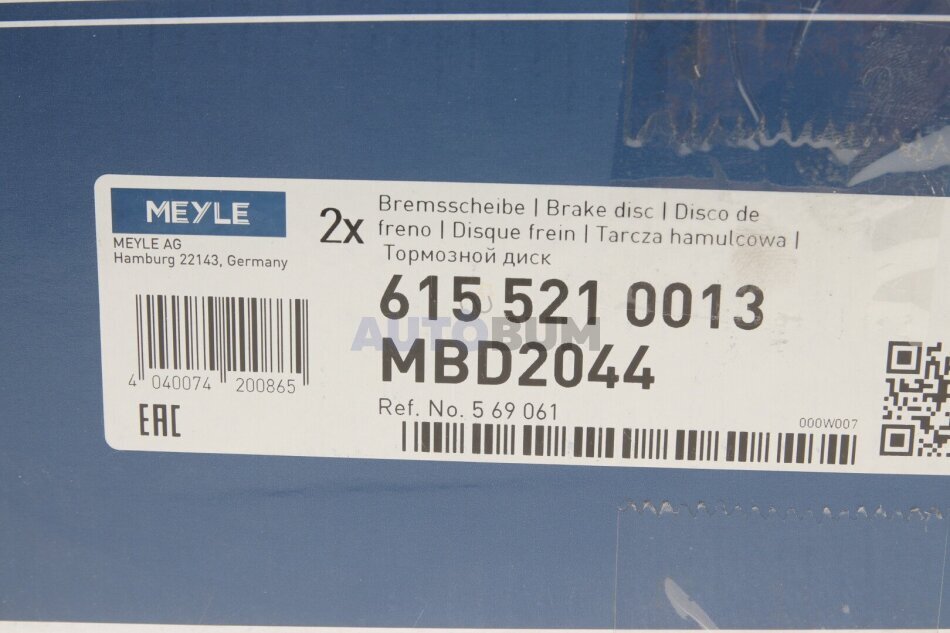 MEYLE
MEYLE AG
Hamburg 22143, Germany
2x
Bremsscheibe | Brake disc | Disco de
freno | Disque frein | Tarcza hamulcowa |
Тормозной диск
615 521 0013
AUTOBUM
MBD2044
Ref. No. 5 69 061
000W007
4 040074 200865
EAC